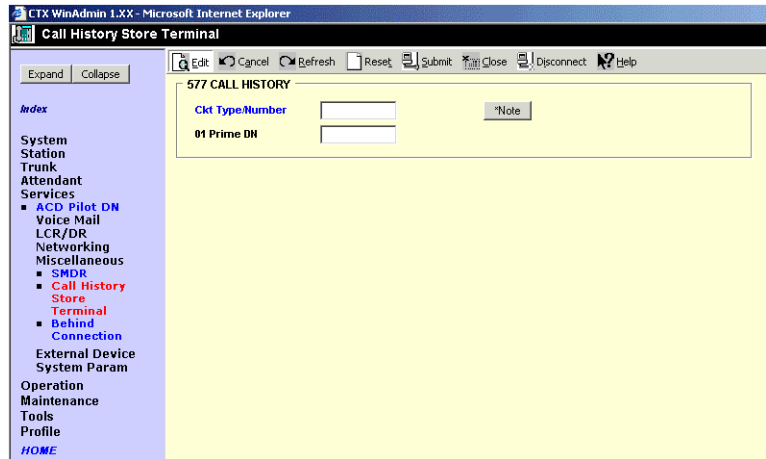 CTX WinAdmin 1.XX - Microsoft Internet Explorer
Call History Store Terminal
Edit Cancel Refresh Reset Submit Close Disconnect Help
Expand Collapse
Index
System
Station
Trunk
Attendant
Services
ACD Pilot DN
Voice Mail
LCR/DR
Networking
Miscellaneous
SMDR
Call History
Store
Terminal
Behind
Connection
External Device
System Param
Operation
Maintenance
Tools
Profile
HOME
577 CALL HISTORY
Ckt Type/Number *Note
01 Prime DN